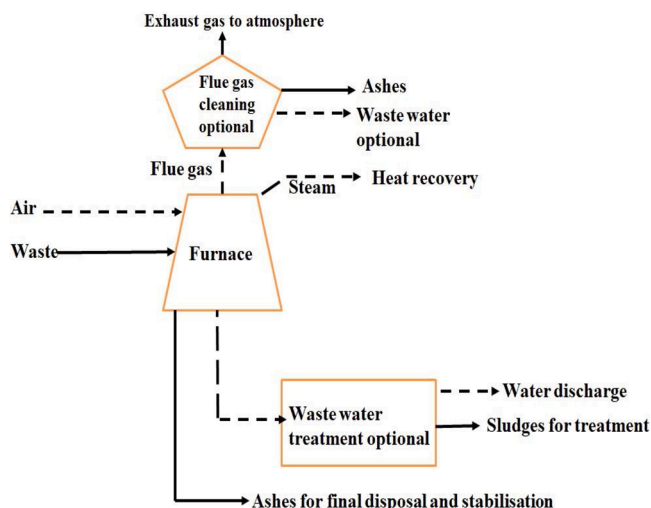 Exhaust gas to atmosphere
Flue gas
cleaning
optional
Ashes
Waste water
optional
Flue gas
Steam
Heat recovery
Air
Waste
Furnace
Water discharge
Waste water
treatment optional
Sludges for treatment
Ashes for final disposal and stabilisation